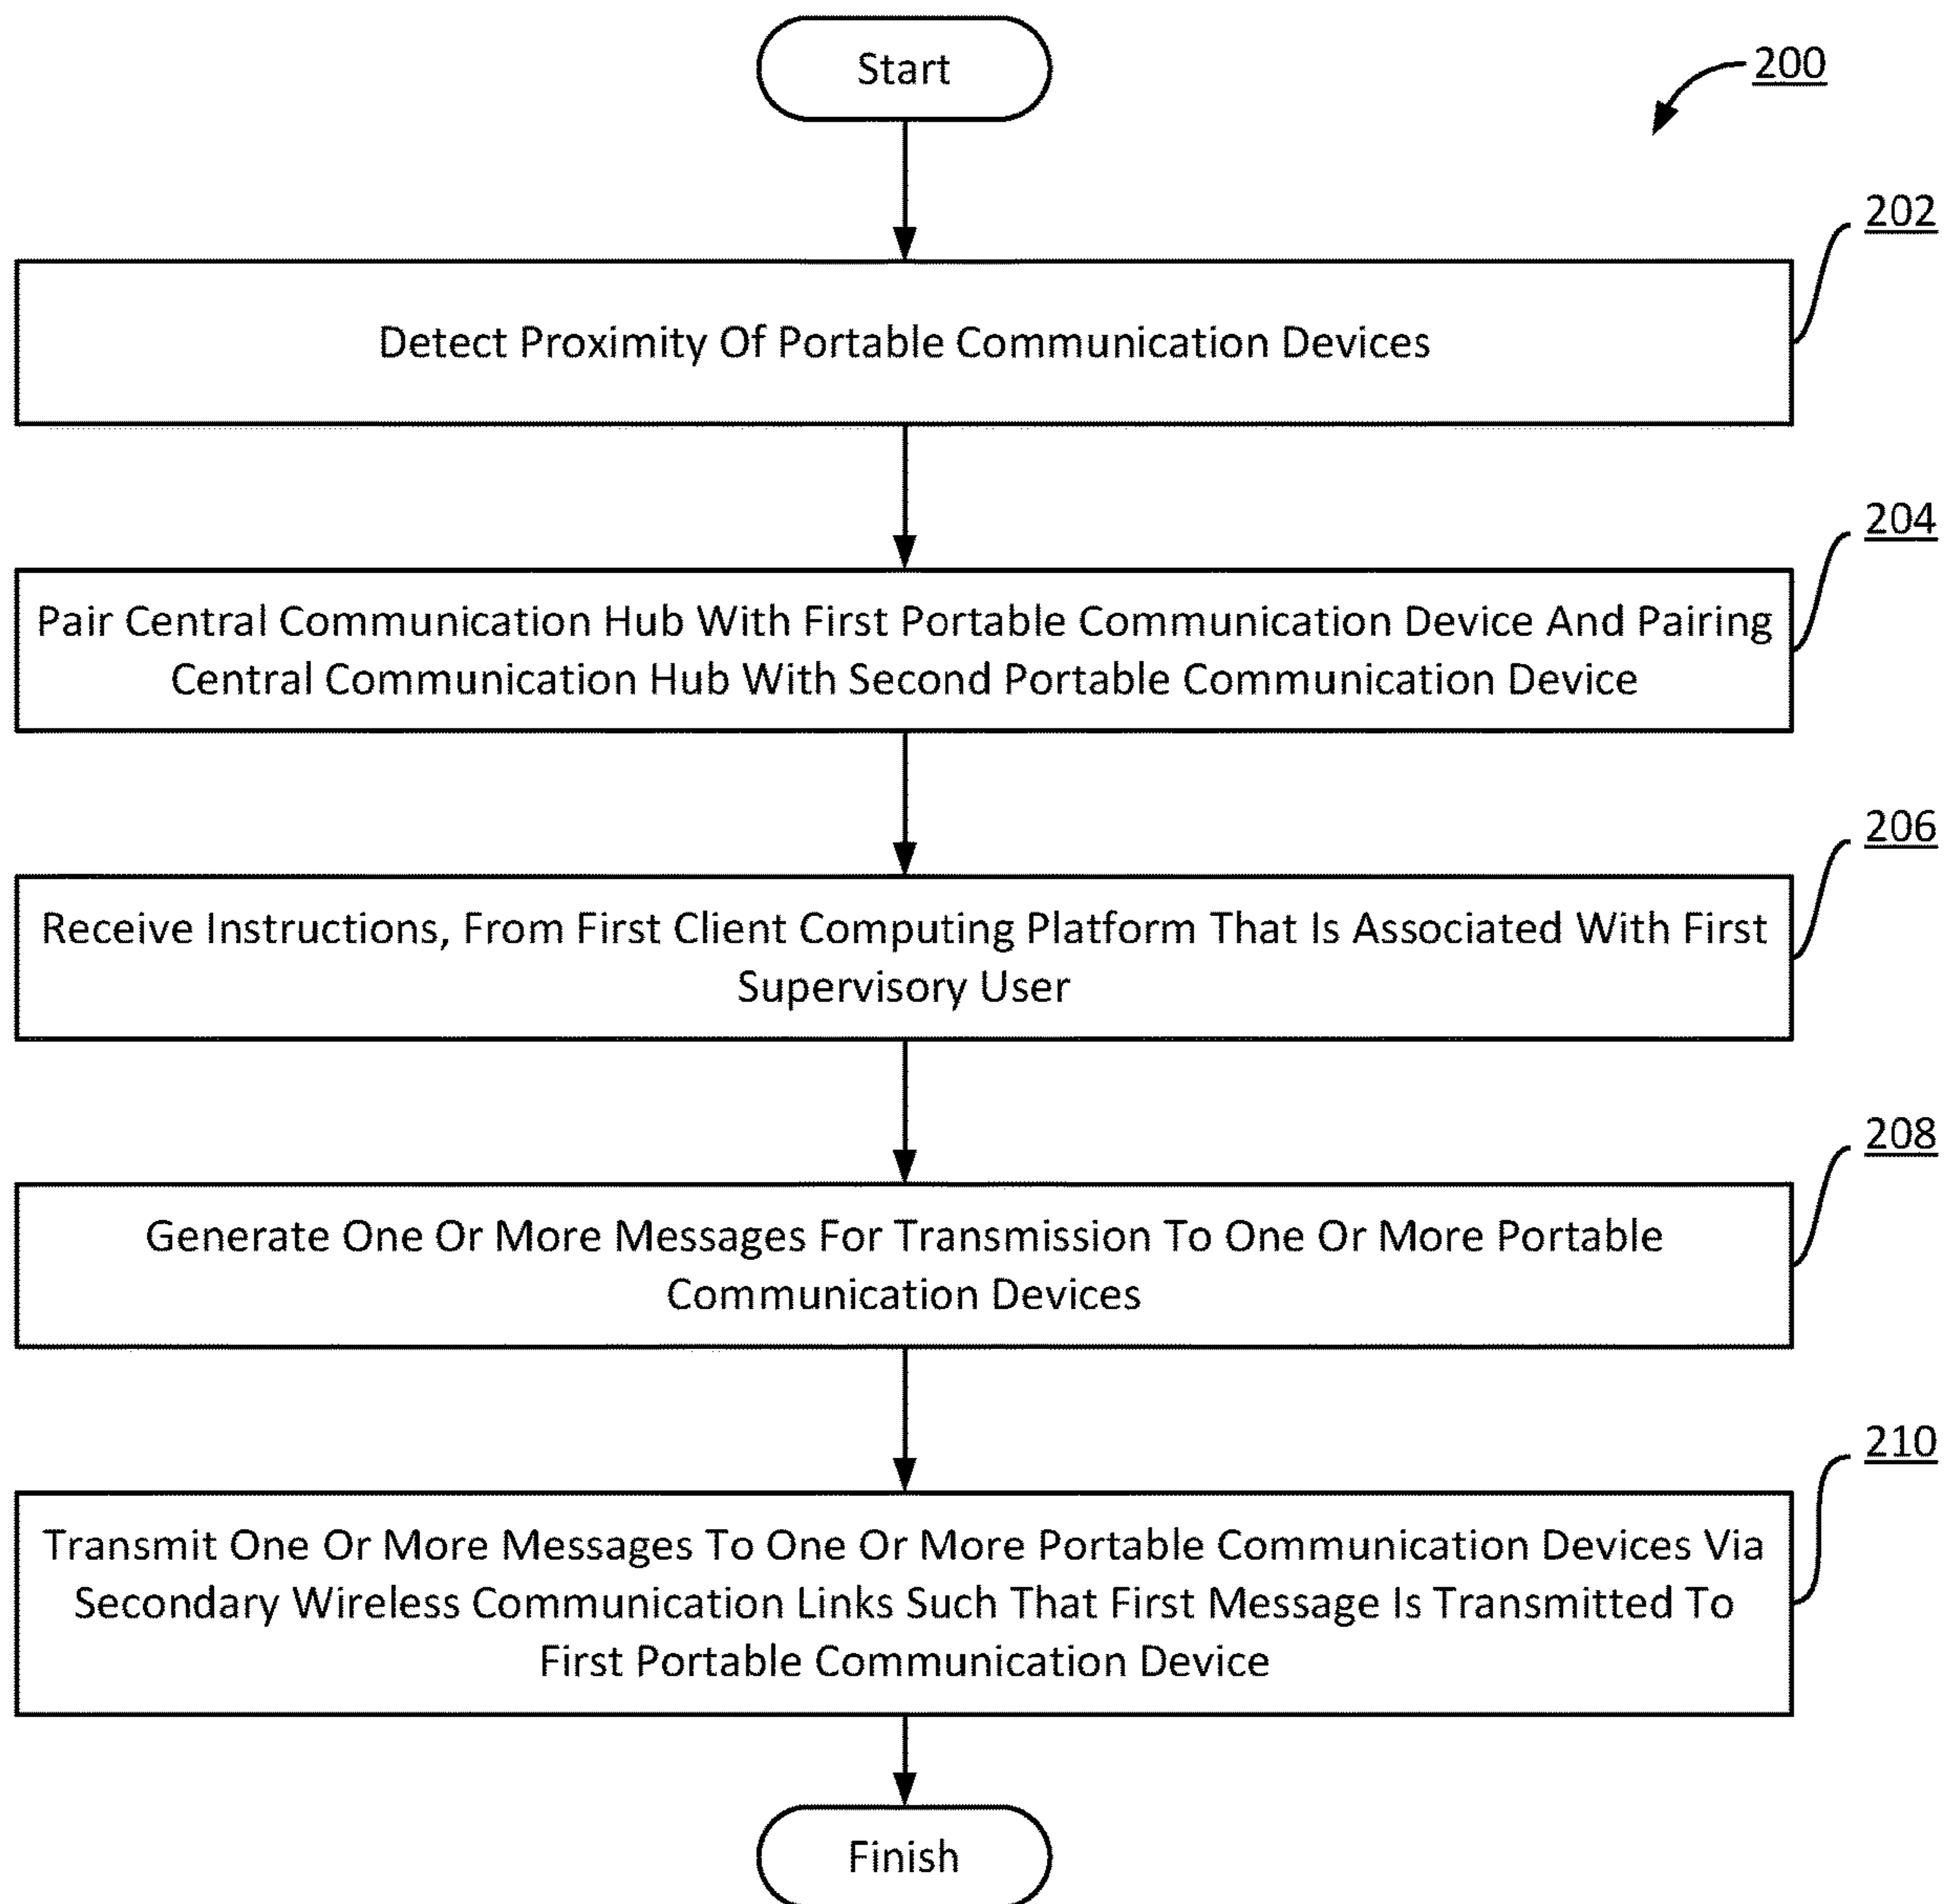 Start
200
202
Detect Proximity Of Portable Communication Devices
204
Pair Central Communication Hub With First Portable Communication Device And Pairing
Central Communication Hub With Second Portable Communication Device
206
Receive Instructions, From First Client Computing Platform That Is Associated With First
Supervisory User
208
Generate One Or More Messages For Transmission To One Or More Portable
Communication Devices
210
Transmit One Or More Messages To One Or More Portable Communication Devices Via
Secondary Wireless Communication Links Such That First Message Is Transmitted To
First Portable Communication Device
Finish